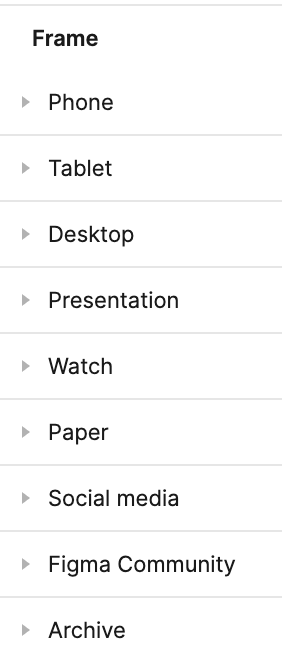 Frame
Phone
Tablet
Desktop
Presentation
Watch
Paper
Social media
Figma Community
Archive